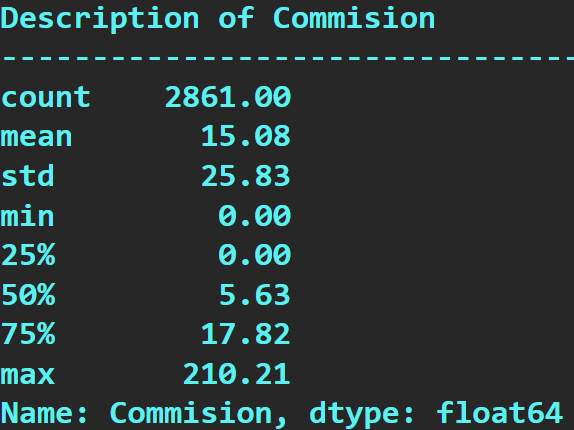 Description of Commision
--------------------------------
count    2861.00
mean       15.08
std        25.83
min         0.00
25%         0.00
50%         5.63
75%        17.82
max       210.21
Name: Commision, dtype: float64